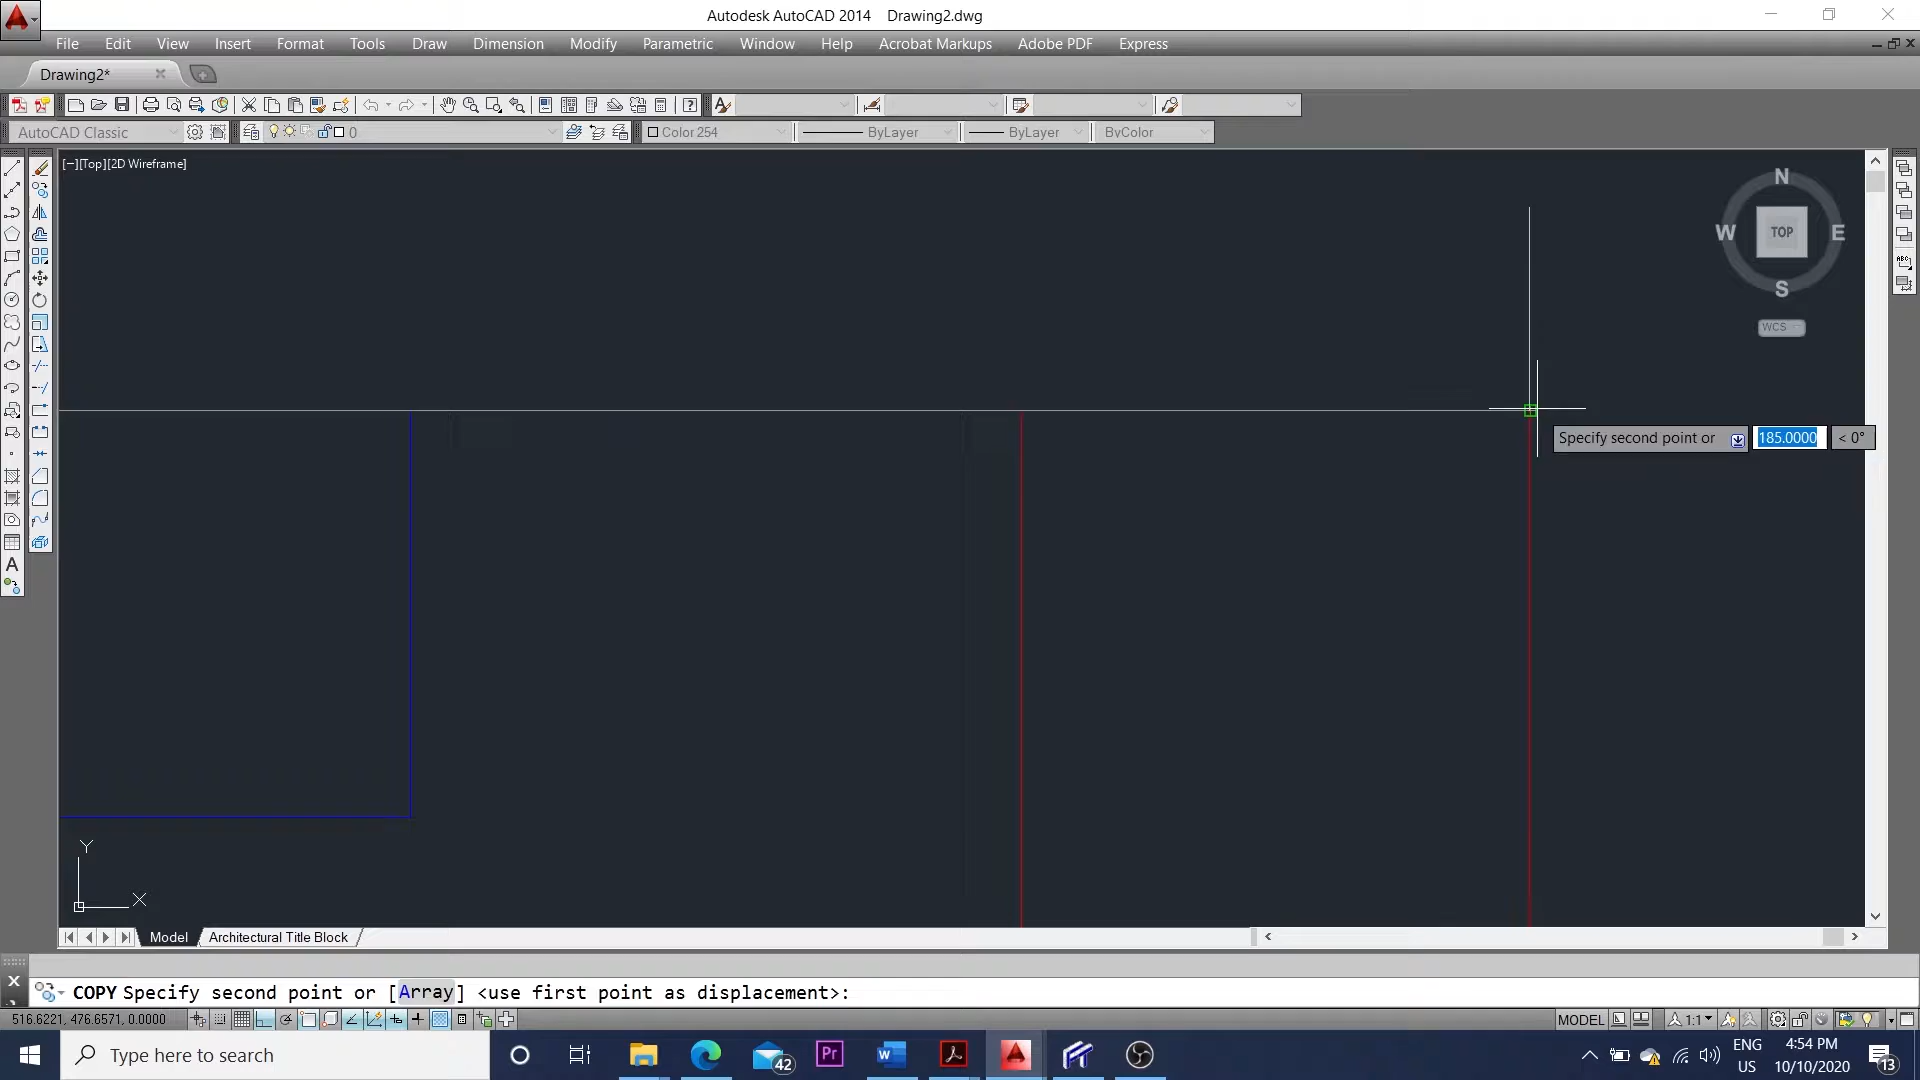 Autodesk AutoCAD 2014 Drawing2.dwg
File Edit View Insert Format Tools Draw Dimension Modify Parametric Window Help Acrobat Markups Adobe PDF Express
Drawing2*
AutoCAD Classic 0 Color 254 ByLayer ByLayer ByColor
[−][Top][2D Wireframe]
N
W TOP E
S
WCS
Specify second point or 185.0000 < 0°
Y
X
Model Architectural Title Block
COPY Specify second point or [Array] <use first point as displacement>:
516.6221, 476.6571, 0.0000 MODEL 1:1
Type here to search 42 Pr ENG US 4:54 PM 10/10/2020 13